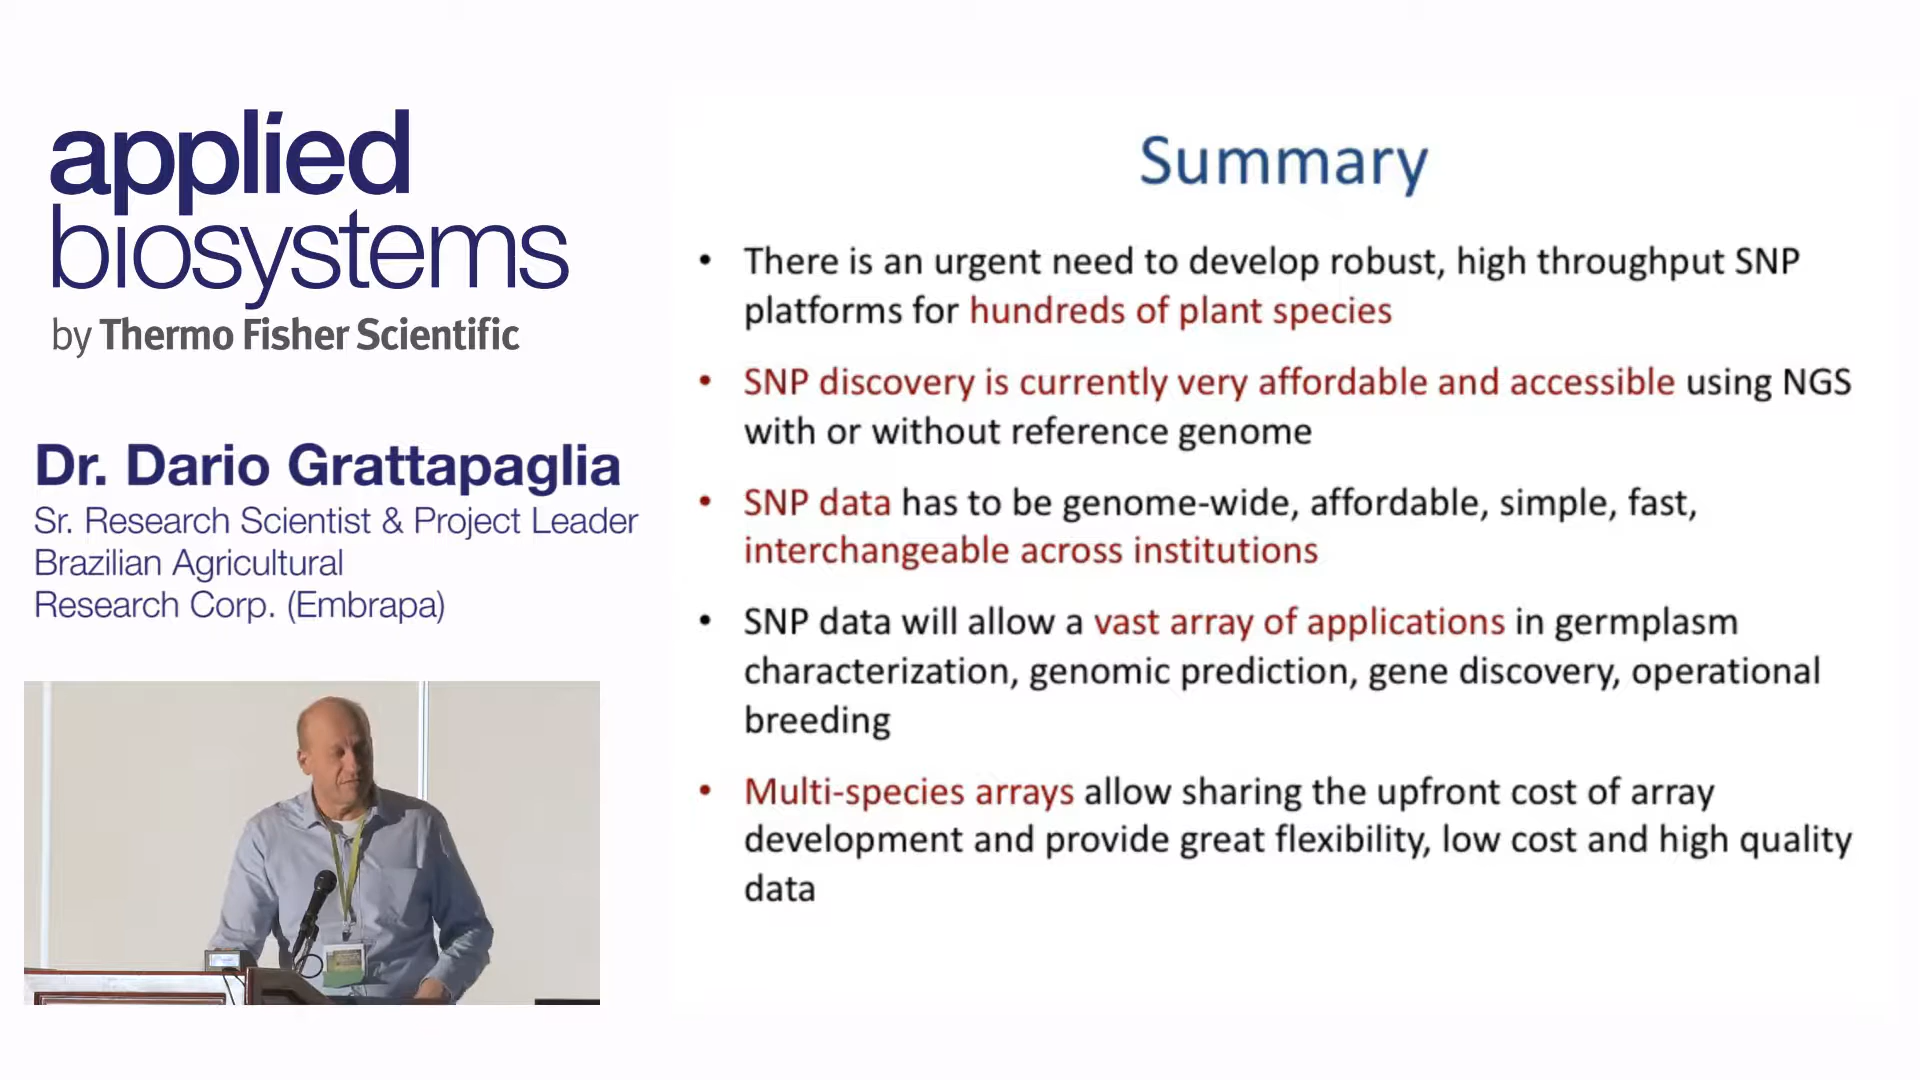 applied
biosystems
by Thermo Fisher Scientific
Dr. Dario Grattapaglia
Sr. Research Scientist & Project Leader
Brazilian Agricultural
Research Corp. (Embrapa)
Summary
• There is an urgent need to develop robust, high throughput SNP
platforms for hundreds of plant species
• SNP discovery is currently very affordable and accessible using NGS
with or without reference genome
• SNP data has to be genome-wide, affordable, simple, fast,
interchangeable across institutions
• SNP data will allow a vast array of applications in germplasm
characterization, genomic prediction, gene discovery, operational
breeding
• Multi-species arrays allow sharing the upfront cost of array
development and provide great flexibility, low cost and high quality
data